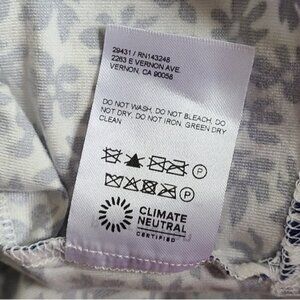 29431 / RN143248
2263 E VERNON AVE
VERNON, CA 90058
DO NOT WASH, DO NOT BLEACH, DO
NOT DRY, DO NOT IRON, GREEN DRY
CLEAN
P
P
CLIMATE
NEUTRAL
CERTIFIED